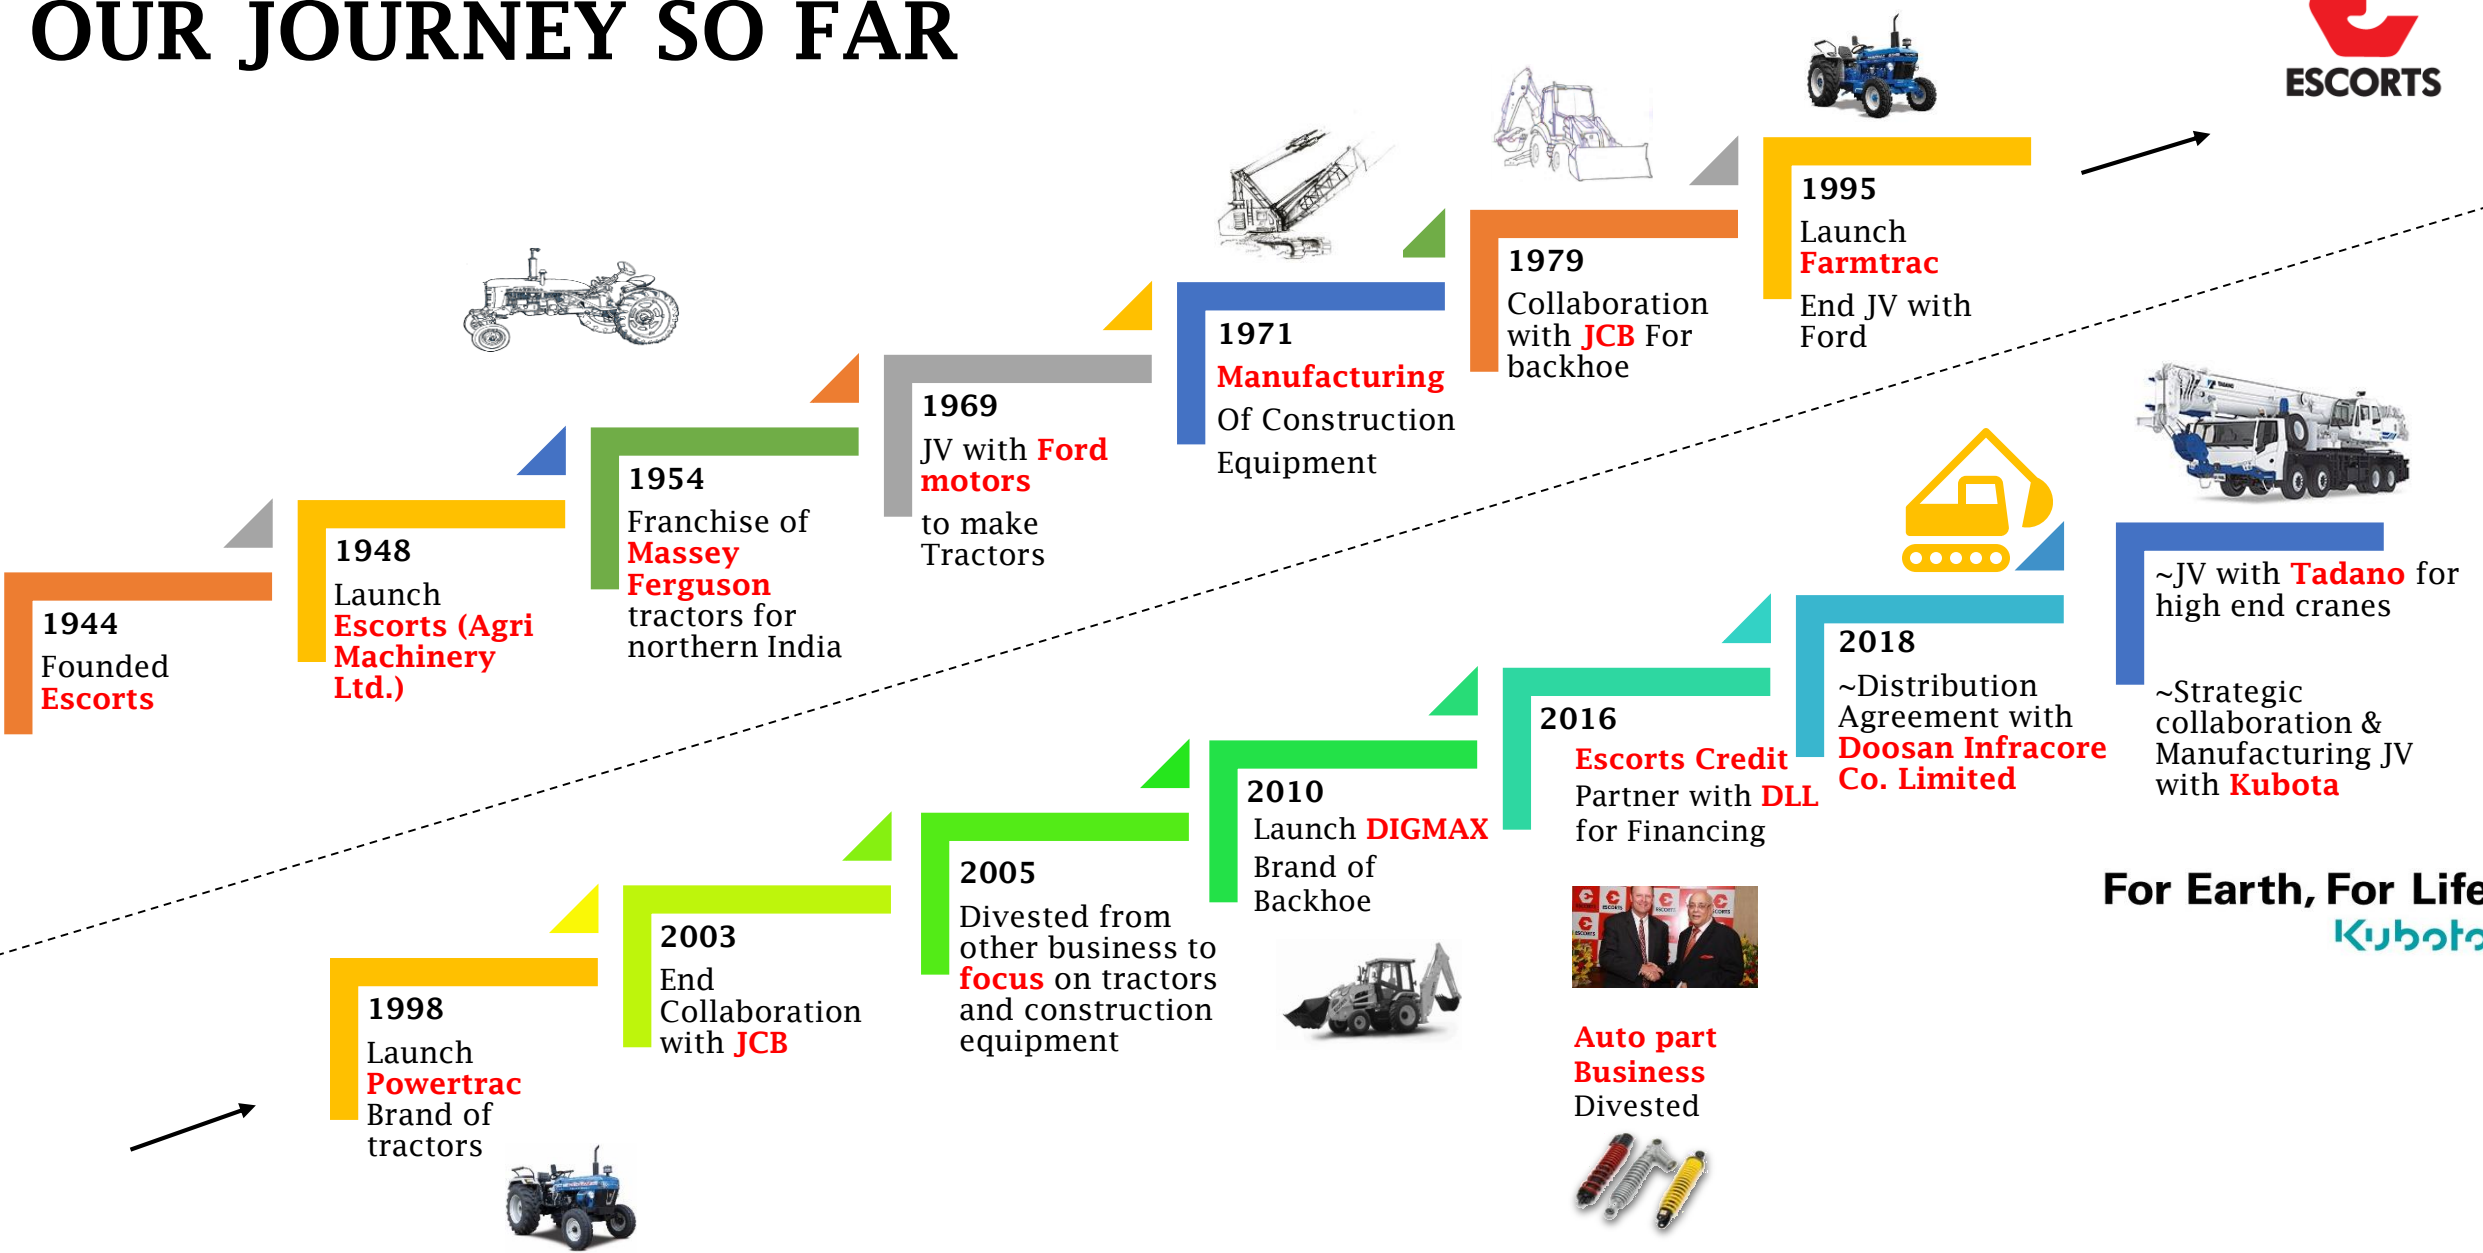 OUR JOURNEY SO FAR
ESCORTS
1944
Founded
Escorts
1948
Launch
Escorts (Agri
Machinery
Ltd.)
1954
Franchise of
Massey
Ferguson
tractors for
northern India
1969
JV with Ford
motors
to make
Tractors
1971
Manufacturing
Of Construction
Equipment
1979
Collaboration
with JCB For
backhoe
1995
Launch
Farmtrac
End JV with
Ford
1998
Launch
Powertrac
Brand of
tractors
2003
End
Collaboration
with JCB
2005
Divested from
other business to
focus on tractors
and construction
equipment
2010
Launch DIGMAX
Brand of
Backhoe
2016
Escorts Credit
Partner with DLL
for Financing
ESCORTS
ESCORTS
ESCORTS
ESCORTS
Auto part
Business
Divested
2018
~Distribution
Agreement with
Doosan Infracore
Co. Limited
TADANO
~JV with Tadano for
high end cranes
~Strategic
collaboration &
Manufacturing JV
with Kubota
For Earth, For Life
Kubota